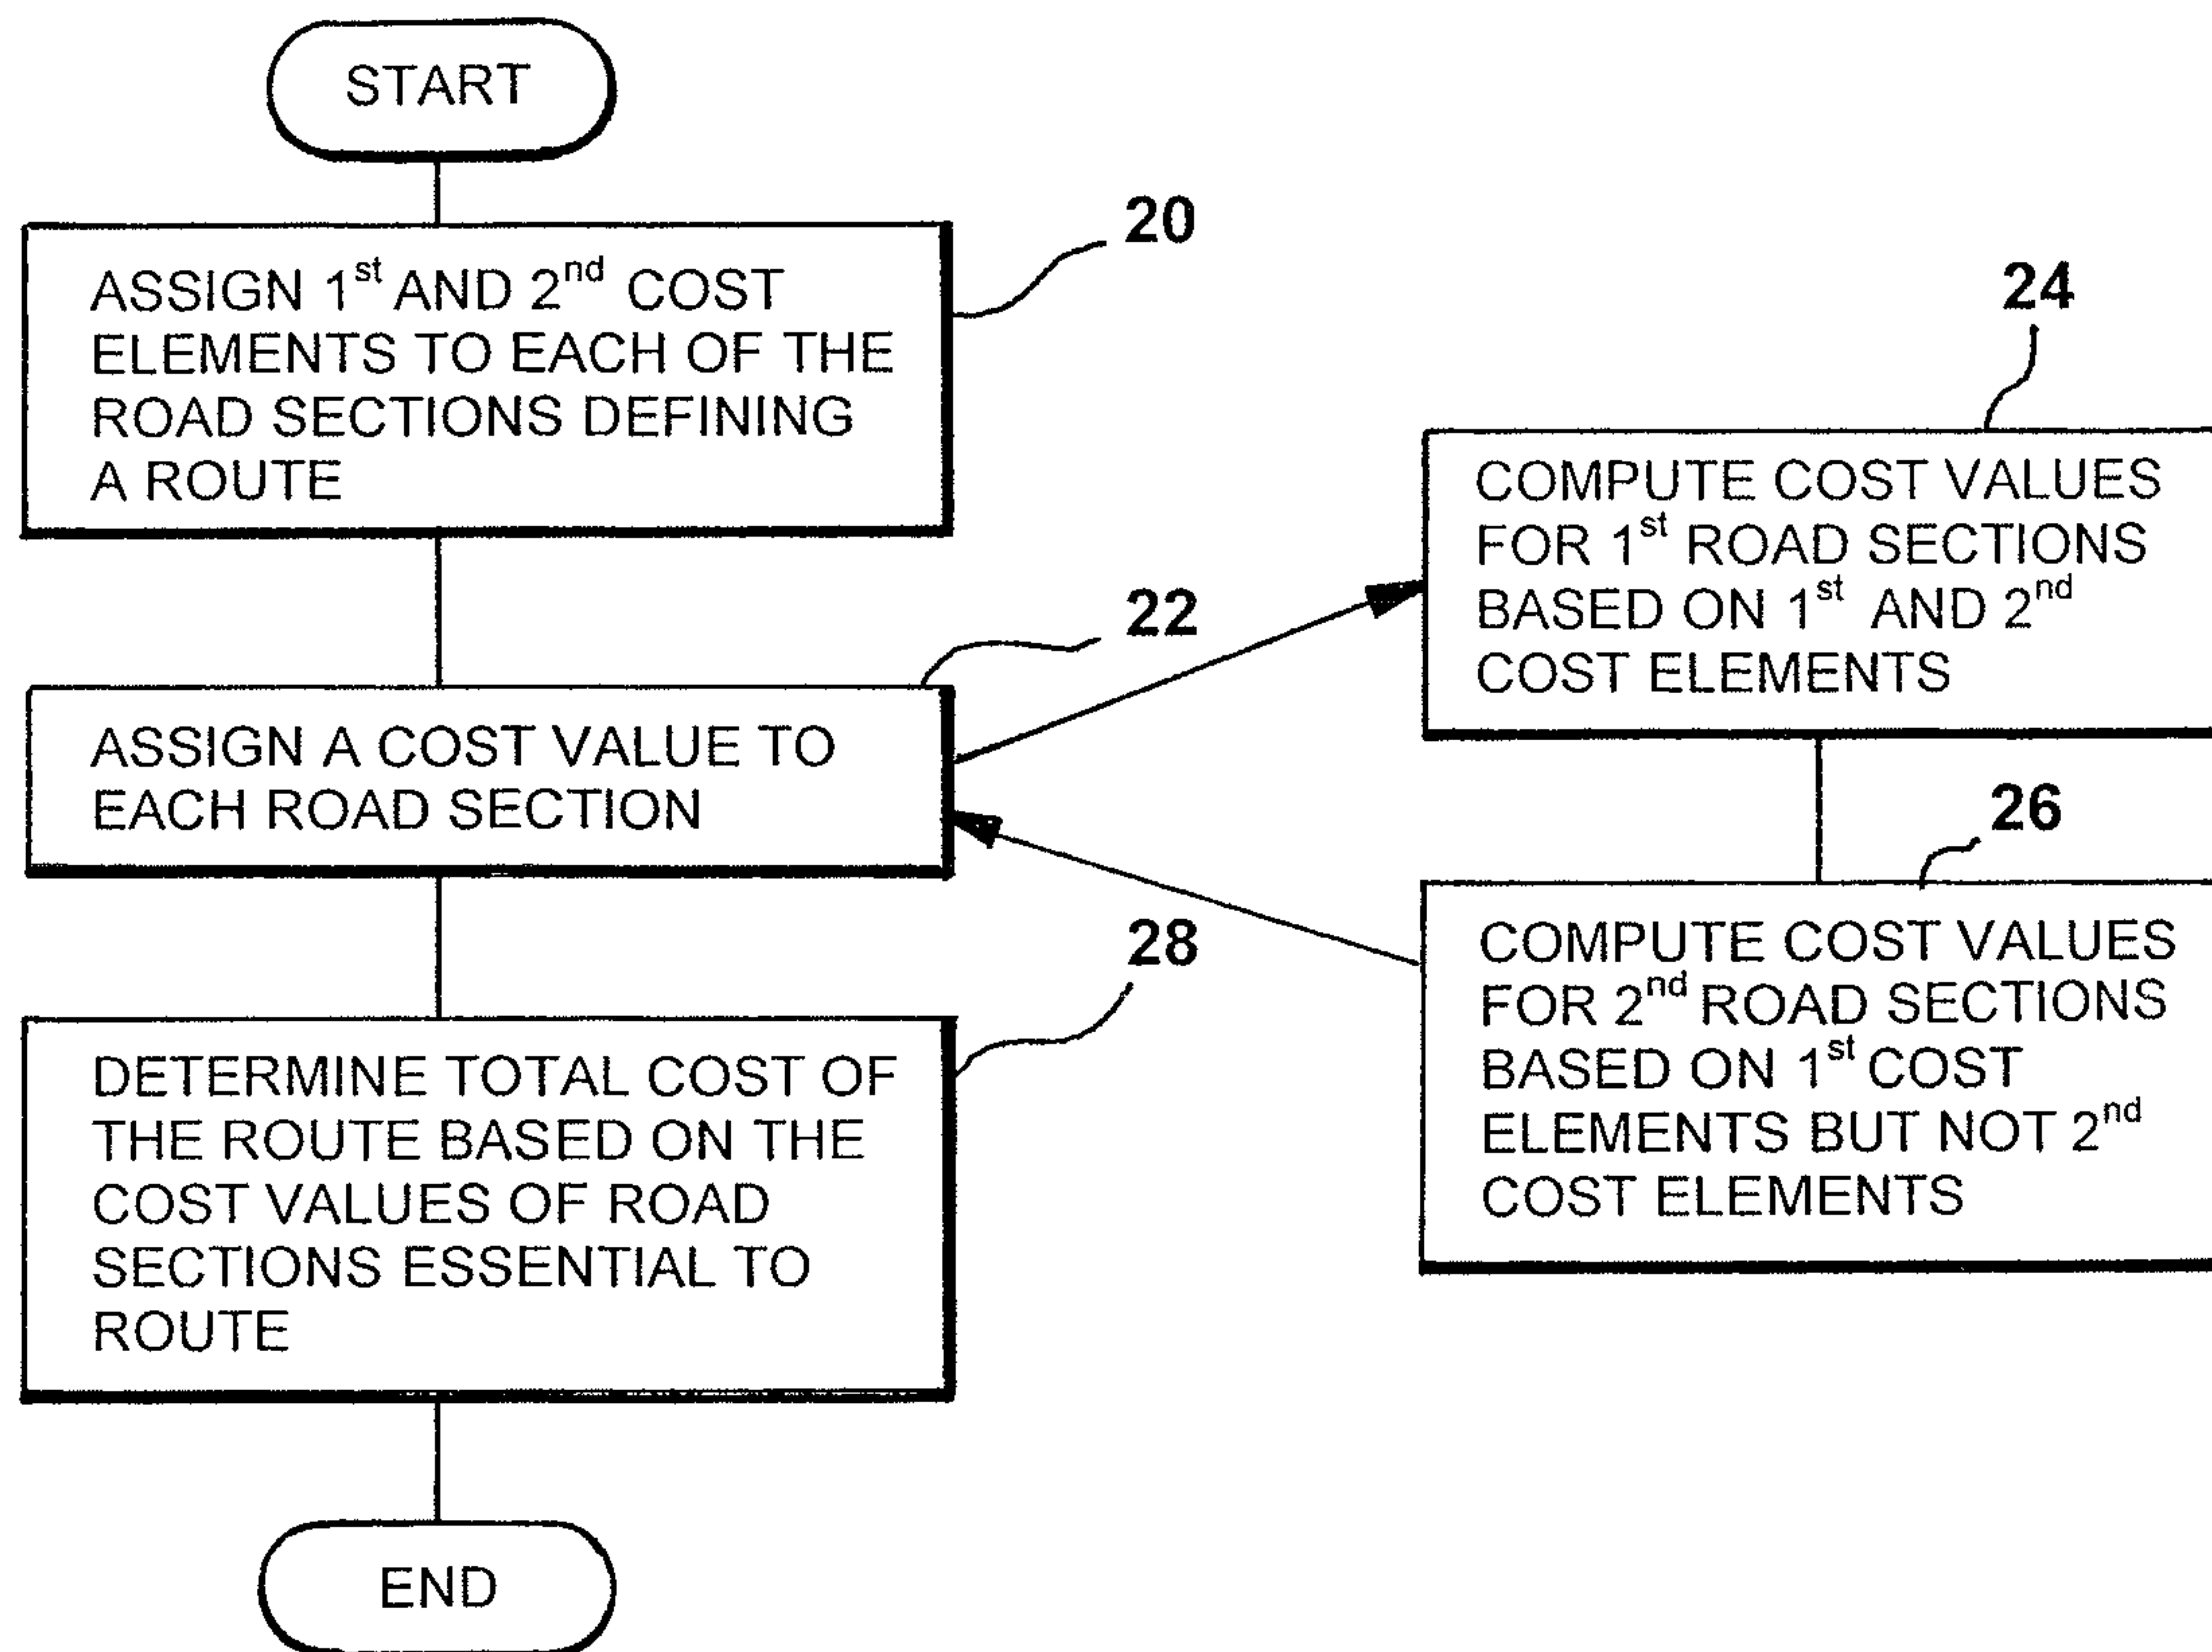 START
20
ASSIGN 1st AND 2nd COST
ELEMENTS TO EACH OF THE
ROAD SECTIONS DEFINING
A ROUTE
22
ASSIGN A COST VALUE TO
EACH ROAD SECTION
24
COMPUTE COST VALUES
FOR 1st ROAD SECTIONS
BASED ON 1st AND 2nd
COST ELEMENTS
26
COMPUTE COST VALUES
FOR 2nd ROAD SECTIONS
BASED ON 1st COST
ELEMENTS BUT NOT 2nd
COST ELEMENTS
28
DETERMINE TOTAL COST OF
THE ROUTE BASED ON THE
COST VALUES OF ROAD
SECTIONS ESSENTIAL TO
ROUTE
END